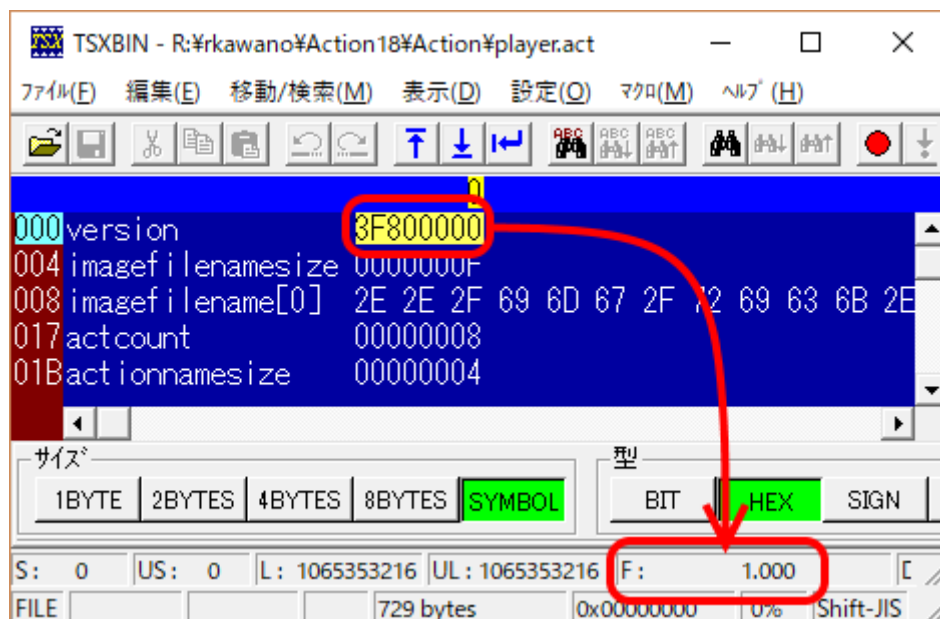 TSXBIN - R:¥rkawano¥Action18¥Action¥player.act
ﾌｧｲﾙ(F) 編集(E) 移動/検索(M) 表示(D) 設定(O) ﾏｸﾛ(M) ﾍﾙﾌﾟ(H)
ABC ABC ABC
0
000 version 3F800000
004 imagefilenamesize 0000000F
008 imagefilename[0] 2E 2E 2F 69 6D 67 2F 72 69 63 6B 2E
017 actcount 00000008
01B actionnamesize 00000004
ｻｲｽﾞ 型
1BYTE 2BYTES 4BYTES 8BYTES SYMBOL BIT HEX SIGN
S: 0 US: 0 L: 1065353216 UL: 1065353216 F: 1.000
FILE 729 bytes 0x00000000 0% Shift-JIS